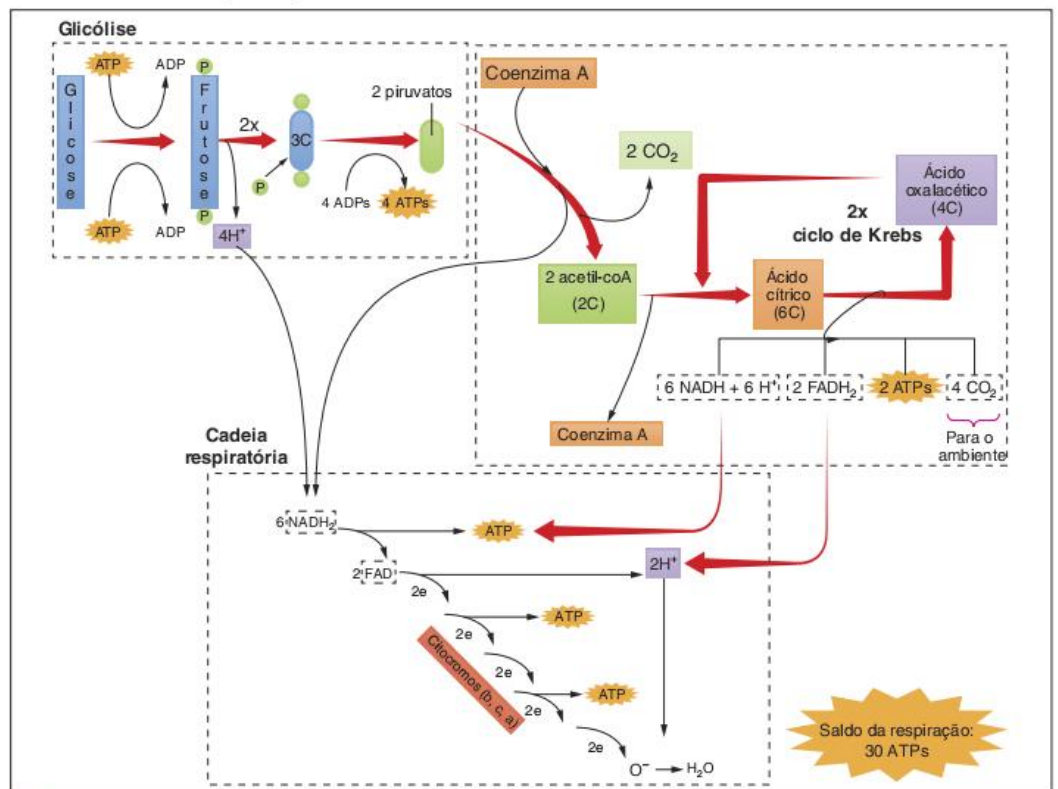 Glicólise
ATP
ADP
P
Glicose
Frutose
2x
3C
P
2 piruvatos
4 ADPs
4 ATPs
ATP
ADP
P
4H⁺
Coenzima A
2 CO₂
Ácido
oxalacético
(4C)
2x
ciclo de Krebs
2 acetil-coA
(2C)
Ácido
cítrico
(6C)
6 NADH + 6 H⁺
2 FADH₂
2 ATPs
4 CO₂
Coenzima A
Para o
ambiente
Cadeia
respiratória
6 NADH₂
ATP
2 FAD
2H⁺
2e
ATP
2e
Citocromos (b, c, a)
2e
ATP
2e
2e
O⁻
H₂O
Saldo da respiração:
30 ATPs